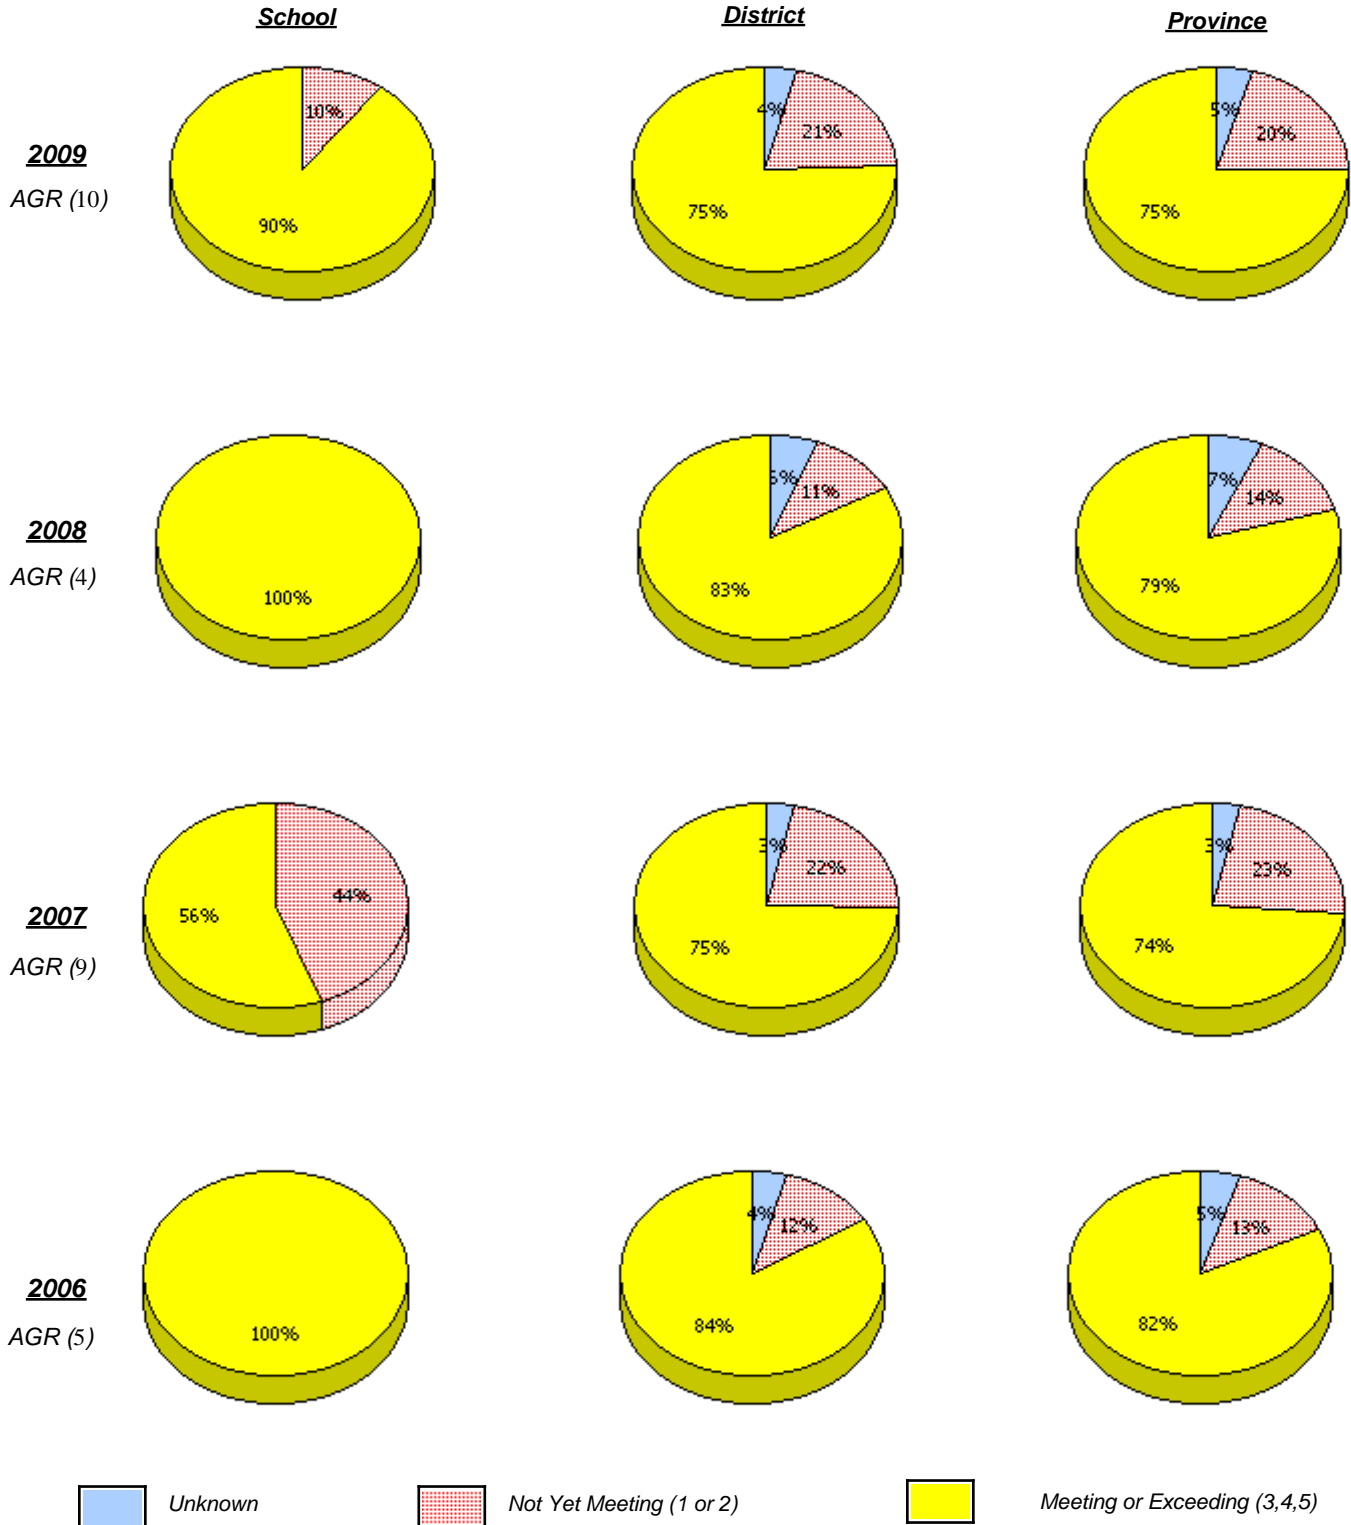 School District Province
10% 4% 21% 5% 20%
2009
AGR (10)
90% 75% 75%
11% 7% 14%
2008
AGR (4)
100% 83% 79%
3% 22% 3% 23%
44%
2007
AGR (9)
56% 75% 74%
4% 12% 5% 13%
2006
AGR (5)
100% 84% 82%
Unknown Not Yet Meeting (1 or 2) Meeting or Exceeding (3,4,5)